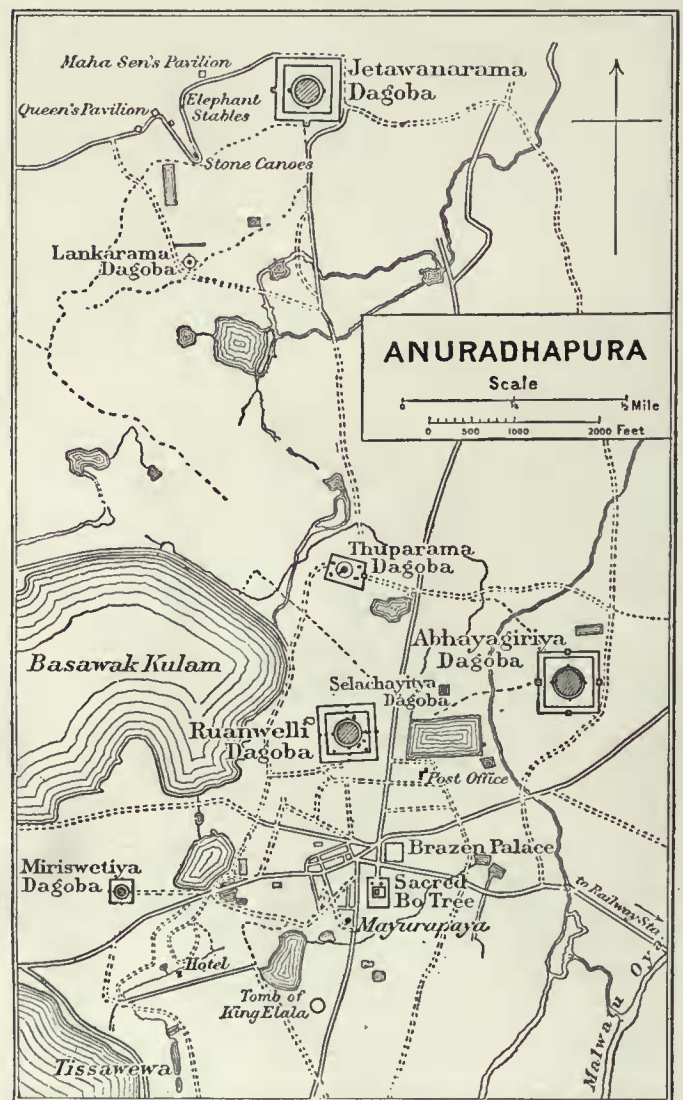 Maha Sen's Pavilion
Jetawanarama
Dagoba
Queen's Pavilion
Elephant
Stables
Stone Canoes
Lankarama
Dagoba
ANURADHAPURA
Scale
0 ¼ ½ Mile
0 500 1000 2000 Feet
Thuparama
Dagoba
Abhayagiriya
Dagoba
Basawak Kulam
Selachayitya
Dagoba
Ruanwelli
Dagoba
Post Office
Brazen Palace
Miriswetiya
Dagoba
Sacred
Bo Tree
to Railway Sta.
Mayurapaya
Hotel
Tomb of
King Elala
Tissawewa
Malwatu Oy